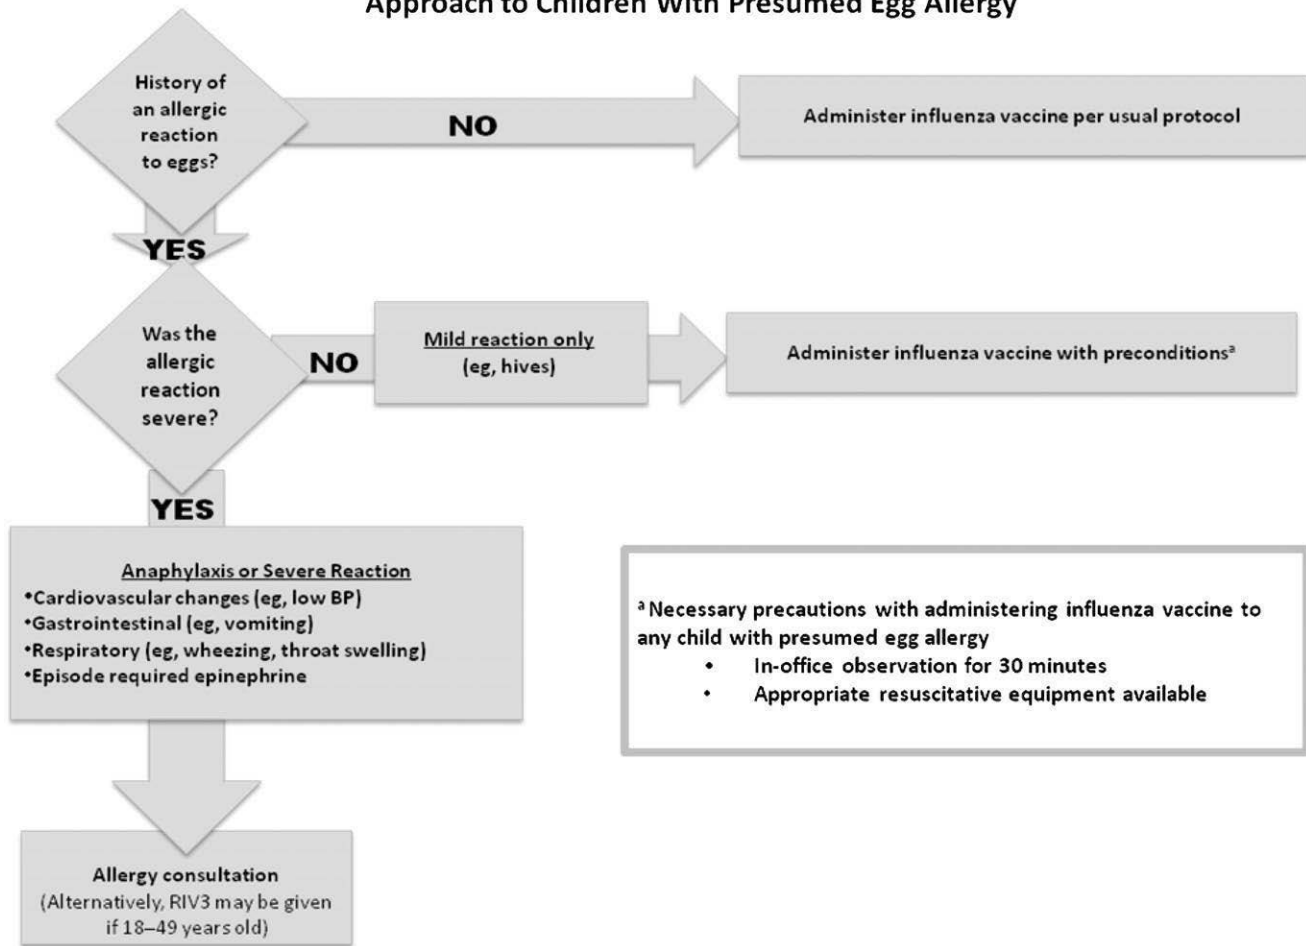 Approach to Children With Presumed Egg Allergy
History of
an allergic
reaction
to eggs?
NO
Administer influenza vaccine per usual protocol
YES
Was the
allergic
reaction
severe?
NO
Mild reaction only
(eg, hives)
Administer influenza vaccine with preconditionsᵃ
YES
Anaphylaxis or Severe Reaction
•Cardiovascular changes (eg, low BP)
•Gastrointestinal (eg, vomiting)
•Respiratory (eg, wheezing, throat swelling)
•Episode required epinephrine
ᵃ Necessary precautions with administering influenza vaccine to
any child with presumed egg allergy
• In-office observation for 30 minutes
• Appropriate resuscitative equipment available
Allergy consultation
(Alternatively, RIV3 may be given
if 18–49 years old)